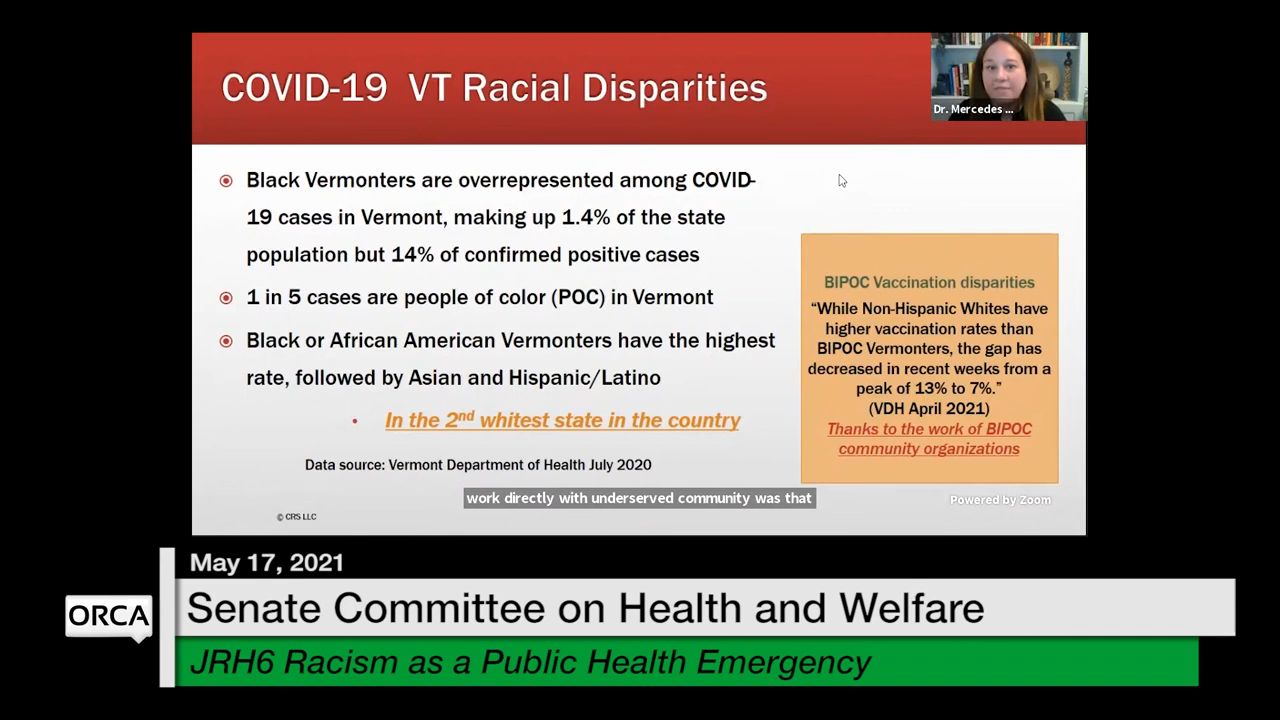 COVID-19 VT Racial Disparities
Dr. Mercedes ...
Black Vermonters are overrepresented among COVID-
19 cases in Vermont, making up 1.4% of the state
population but 14% of confirmed positive cases
1 in 5 cases are people of color (POC) in Vermont
Black or African American Vermonters have the highest
rate, followed by Asian and Hispanic/Latino
In the 2nd whitest state in the country
Data source: Vermont Department of Health July 2020
BIPOC Vaccination disparities
“While Non-Hispanic Whites have
higher vaccination rates than
BIPOC Vermonters, the gap has
decreased in recent weeks from a
peak of 13% to 7%.”
(VDH April 2021)
Thanks to the work of BIPOC
community organizations
work directly with underserved community was that
Powered by Zoom
© CRS LLC
May 17, 2021
ORCA
Senate Committee on Health and Welfare
JRH6 Racism as a Public Health Emergency